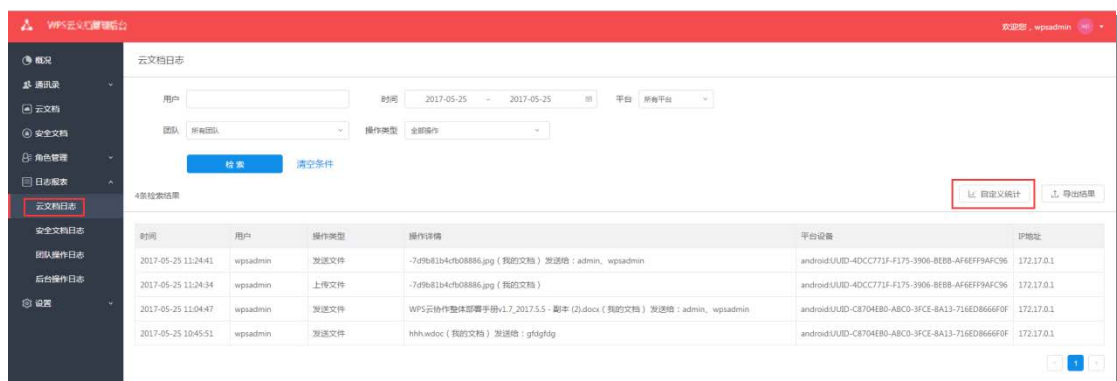 WPS云文档管理后台
欢迎您，wpsadmin
概况
通讯录
云文档
安全文档
角色管理
日志报表
云文档日志
安全文档日志
团队操作日志
后台操作日志
设置
云文档日志
用户 时间 2017-05-25 ~ 2017-05-25 平台 所有平台
团队 所有团队 操作类型 全部操作
检索 清空条件
4条检索结果 自定义统计 导出结果
时间 用户 操作类型 操作详情 平台设备 IP地址
2017-05-25 11:24:41 wpsadmin 发送文件 -7d9b81b4cfb08886.jpg（我的文档）发送给：admin、wpsadmin android:UUID-4DCC771F-F175-3906-BEBB-AF6EFF9AFC96 172.17.0.1
2017-05-25 11:24:34 wpsadmin 上传文件 -7d9b81b4cfb08886.jpg（我的文档） android:UUID-4DCC771F-F175-3906-BEBB-AF6EFF9AFC96 172.17.0.1
2017-05-25 11:04:47 wpsadmin 发送文件 WPS云协作整体部署手册v1.7_2017.5.5 - 副本 (2).docx（我的文档）发送给：admin、wpsadmin android:UUID-C8704EB0-ABC0-3FCE-8A13-716ED8666F0F 172.17.0.1
2017-05-25 10:45:51 wpsadmin 发送文件 hhh.wdoc（我的文档）发送给：gfdgfdg android:UUID-C8704EB0-ABC0-3FCE-8A13-716ED8666F0F 172.17.0.1
1